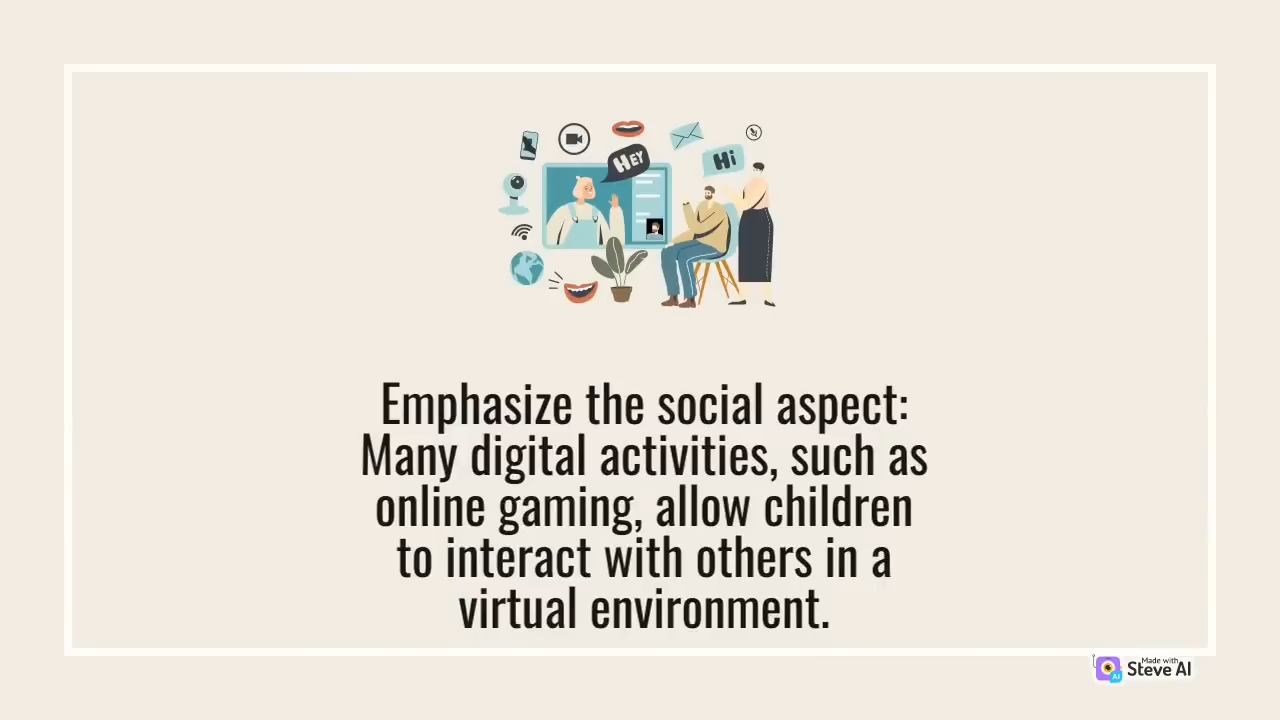 HEY
Hi
Emphasize the social aspect:
Many digital activities, such as
online gaming, allow children
to interact with others in a
virtual environment.
Made with
Steve AI
AI